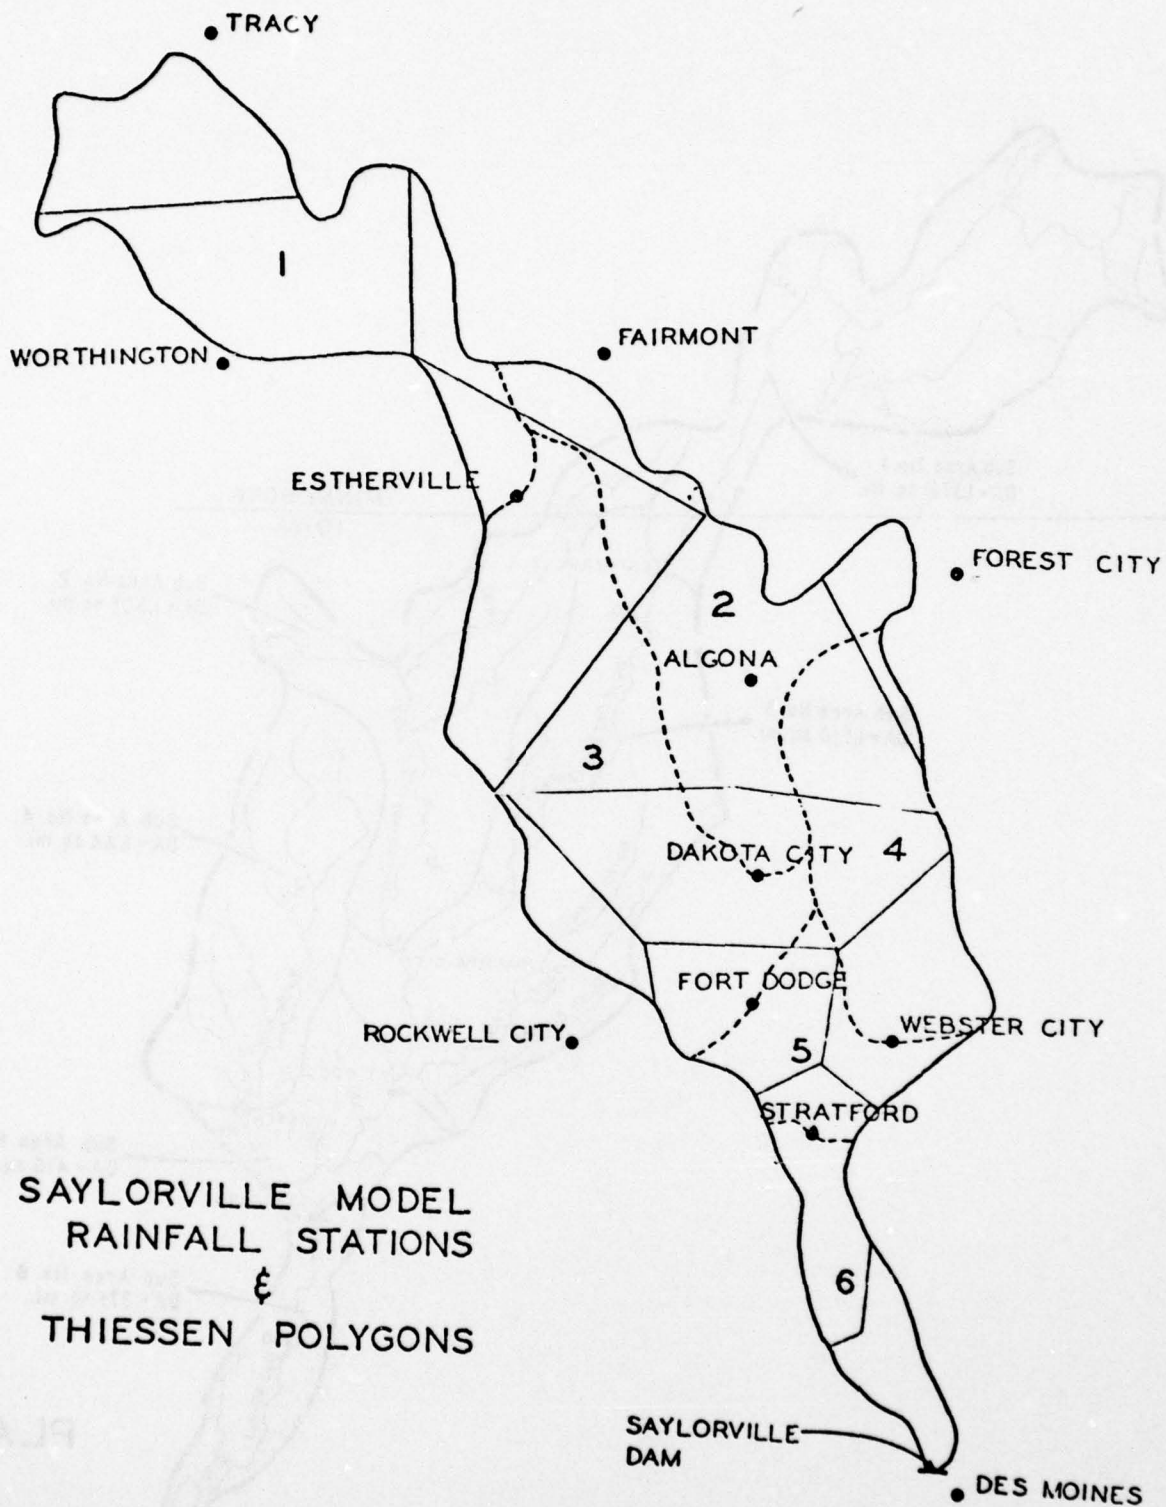 TRACY
1
WORTHINGTON
FAIRMONT
ESTHERVILLE
FOREST CITY
2
ALGONA
3
DAKOTA CITY
4
FORT DODGE
ROCKWELL CITY
WEBSTER CITY
5
STRATFORD
SAYLORVILLE MODEL
RAINFALL STATIONS
&
THIESSEN POLYGONS
6
SAYLORVILLE
DAM
DES MOINES